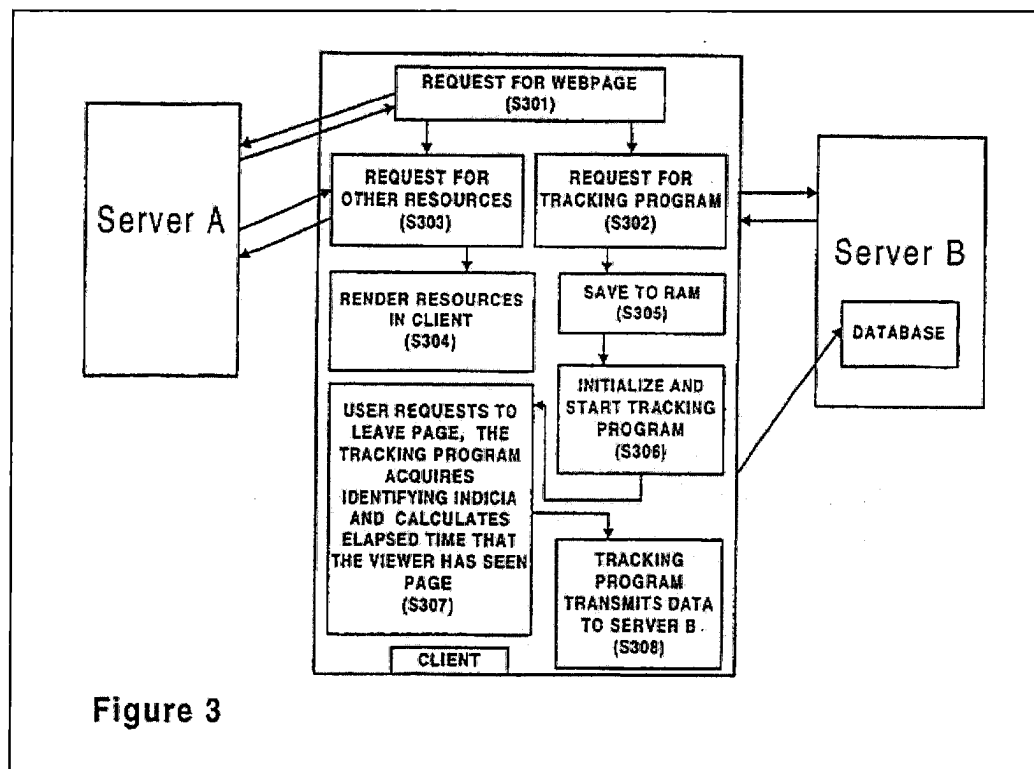 REQUEST FOR WEBPAGE
(S301)
Server A
REQUEST FOR
OTHER RESOURCES
(S303)
REQUEST FOR
TRACKING PROGRAM
(S302)
Server B
DATABASE
RENDER RESOURCES
IN CLIENT
(S304)
SAVE TO RAM
(S305)
INITIALIZE AND
START TRACKING
PROGRAM
(S306)
USER REQUESTS TO
LEAVE PAGE, THE
TRACKING PROGRAM
ACQUIRES
IDENTIFYING INDICIA
AND CALCULATES
ELAPSED TIME THAT
THE VIEWER HAS SEEN
PAGE
(S307)
TRACKING
PROGRAM
TRANSMITS DATA
TO SERVER B
(S308)
CLIENT
Figure 3